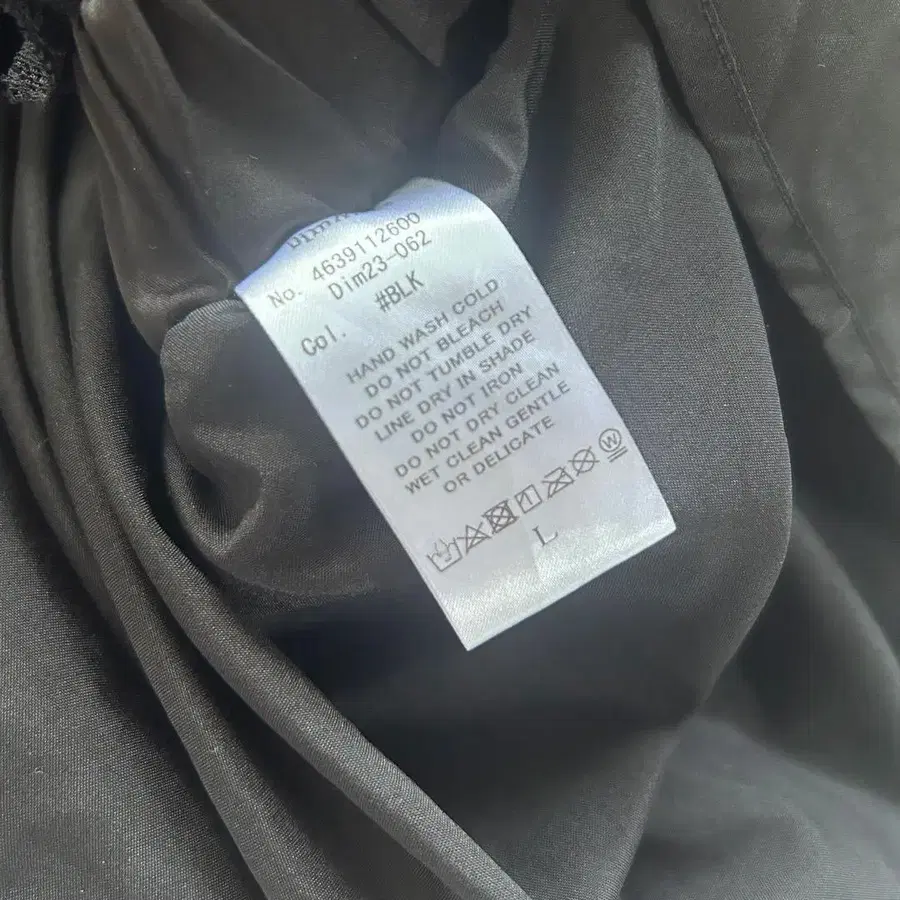 No. 4639112600
Dim23-062
Col. #BLK
HAND WASH COLD
DO NOT BLEACH
DO NOT TUMBLE DRY
LINE DRY IN SHADE
DO NOT IRON
DO NOT DRY CLEAN
WET CLEAN GENTLE
OR DELICATE
W
L